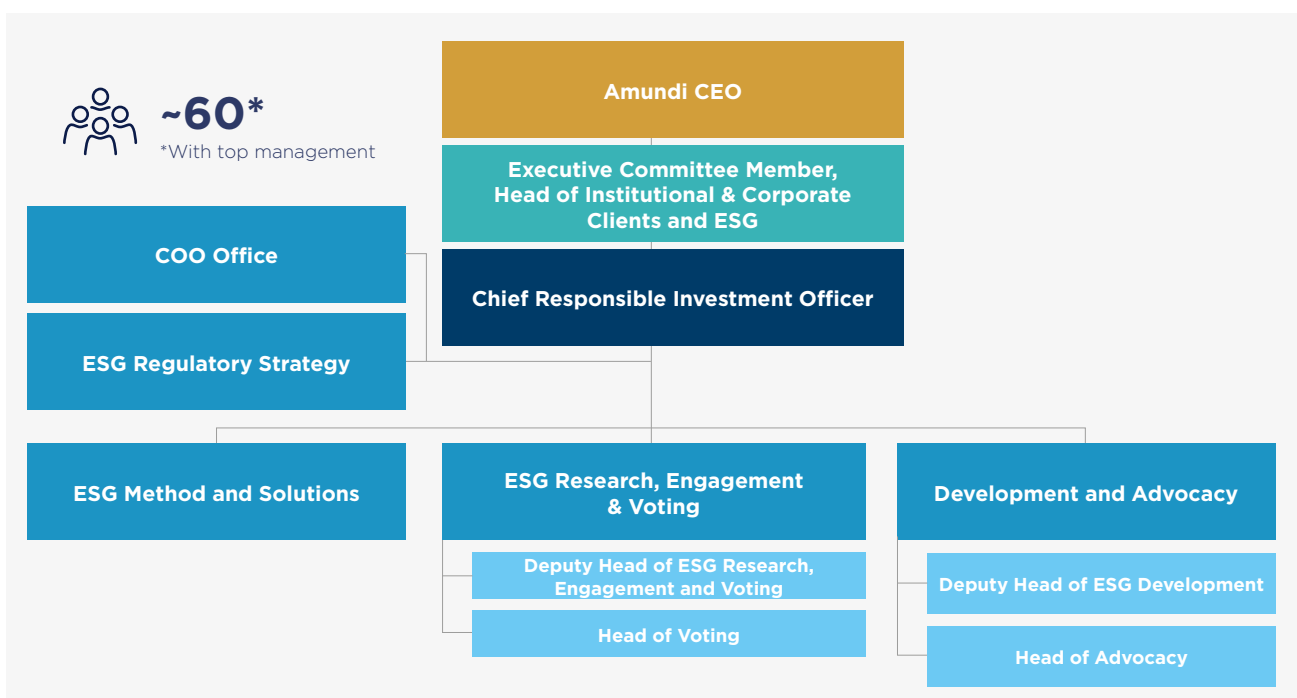 ~60*
*With top management
Amundi CEO
Executive Committee Member,
Head of Institutional & Corporate
Clients and ESG
Chief Responsible Investment Officer
COO Office
ESG Regulatory Strategy
ESG Method and Solutions
ESG Research, Engagement
& Voting
Deputy Head of ESG Research,
Engagement and Voting
Head of Voting
Development and Advocacy
Deputy Head of ESG Development
Head of Advocacy